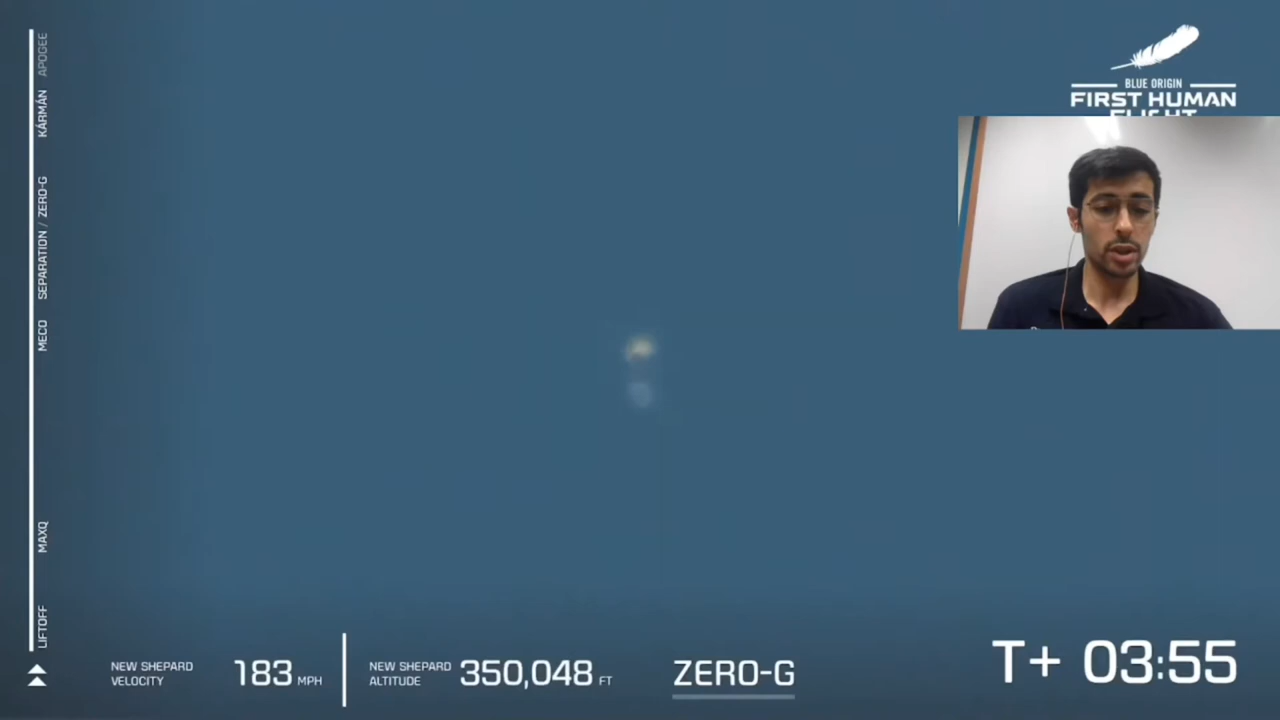 BLUE ORIGIN
FIRST HUMAN
FLIGHT
APOGEE
KÁRMÁN
SEPARATION / ZERO-G
MECO
MAXQ
LIFTOFF
NEW SHEPARD
VELOCITY
183 MPH
NEW SHEPARD
ALTITUDE
350,048 FT
ZERO-G
T+ 03:55